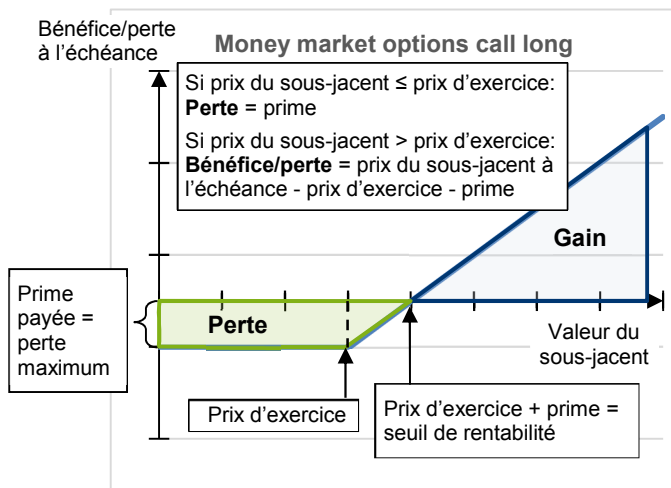 Bénéfice/perte
à l'échéance
Money market options call long
Si prix du sous-jacent ≤ prix d'exercice:
Perte = prime
Si prix du sous-jacent > prix d'exercice:
Bénéfice/perte = prix du sous-jacent à
l'échéance - prix d'exercice - prime
Gain
Prime
payée =
perte
maximum
Perte
Valeur du
sous-jacent
Prix d'exercice
Prix d'exercice + prime =
seuil de rentabilité